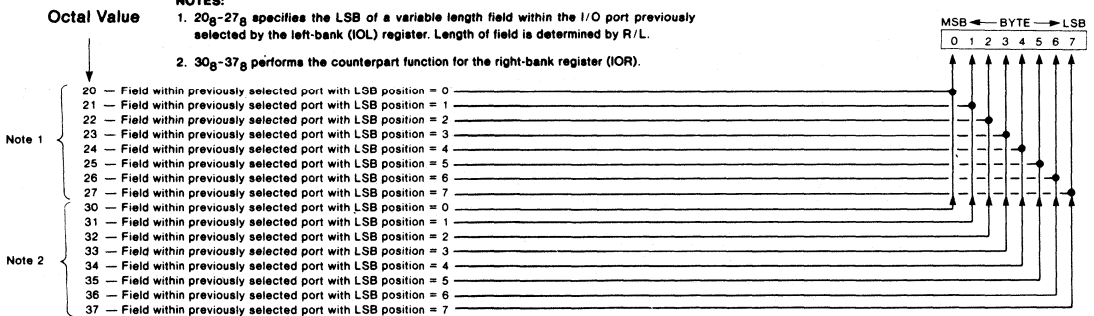 NOTES:
Octal Value
1. 20₈-27₈ specifies the LSB of a variable length field within the I/O port previously
selected by the left-bank (IOL) register. Length of field is determined by R/L.
2. 30₈-37₈ performs the counterpart function for the right-bank register (IOR).
MSB BYTE LSB
0 1 2 3 4 5 6 7
20 — Field within previously selected port with LSB position = 0
21 — Field within previously selected port with LSB position = 1
22 — Field within previously selected port with LSB position = 2
23 — Field within previously selected port with LSB position = 3
Note 1
24 — Field within previously selected port with LSB position = 4
25 — Field within previously selected port with LSB position = 5
26 — Field within previously selected port with LSB position = 6
27 — Field within previously selected port with LSB position = 7
30 — Field within previously selected port with LSB position = 0
31 — Field within previously selected port with LSB position = 1
32 — Field within previously selected port with LSB position = 2
33 — Field within previously selected port with LSB position = 3
Note 2
34 — Field within previously selected port with LSB position = 4
35 — Field within previously selected port with LSB position = 5
36 — Field within previously selected port with LSB position = 6
37 — Field within previously selected port with LSB position = 7